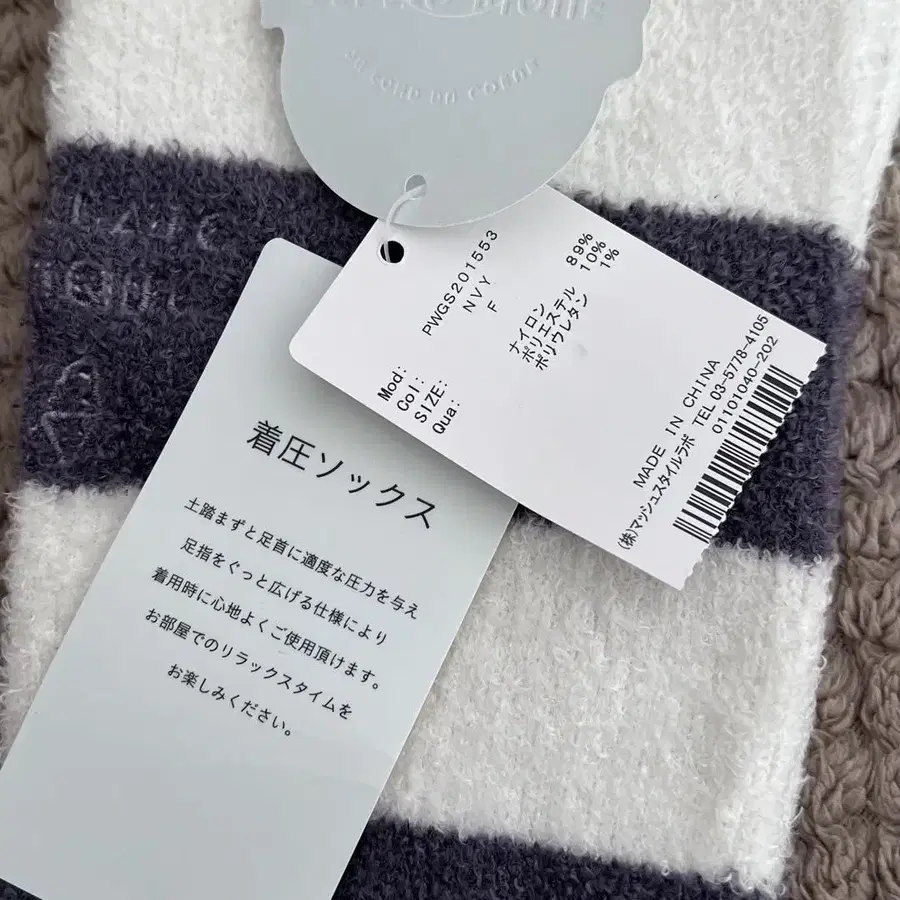 AU CŒUR DU CORPS
Mod: PWGS201553
Col: NVY
SIZE: F
Qua: ナイロン 89%
ポリエステル 10%
ポリウレタン 1%
MADE IN CHINA
(株)マッシュスタイルラボ TEL 03-5778-4105
01101040-202
着圧ソックス
土踏まずと足首に適度な圧力を与え
足指をぐっと広げる仕様により
着用時に心地よくご使用頂けます。
お部屋でのリラックスタイムを
お楽しみください。